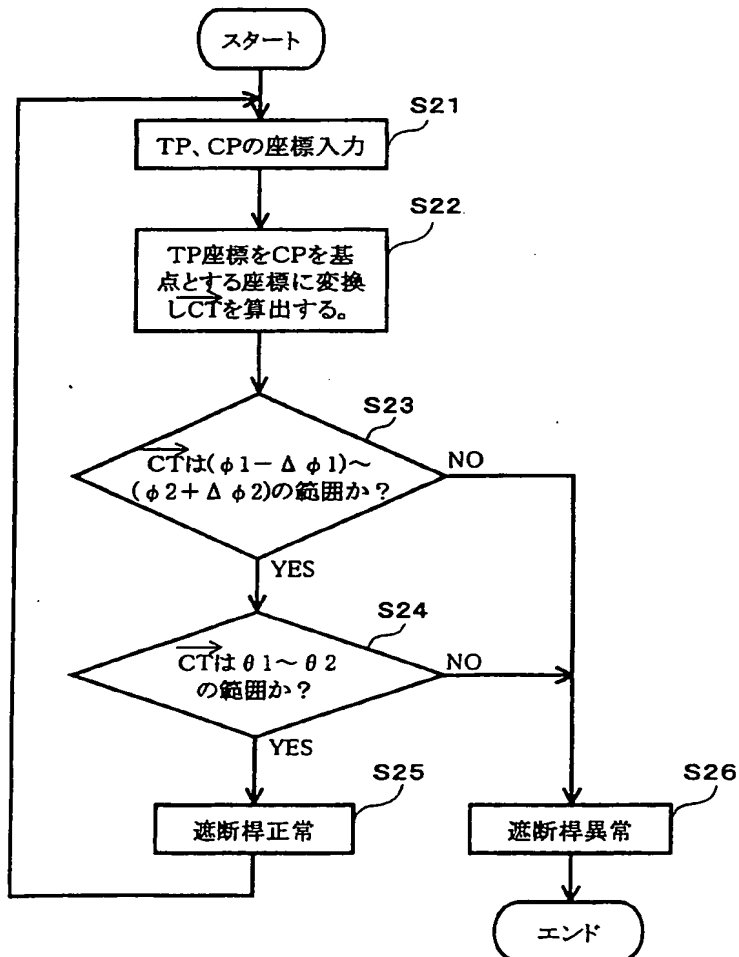 スタート
S21
TP、CPの座標入力
S22
TP座標をCPを基
点とする座標に変換
しCTを算出する。
S23
CTは(φ1－Δφ1)～
(φ2＋Δφ2)の範囲か？
NO
YES
S24
CTはθ1～θ2
の範囲か？
NO
YES
S25
遮断桿正常
S26
遮断桿異常
エンド